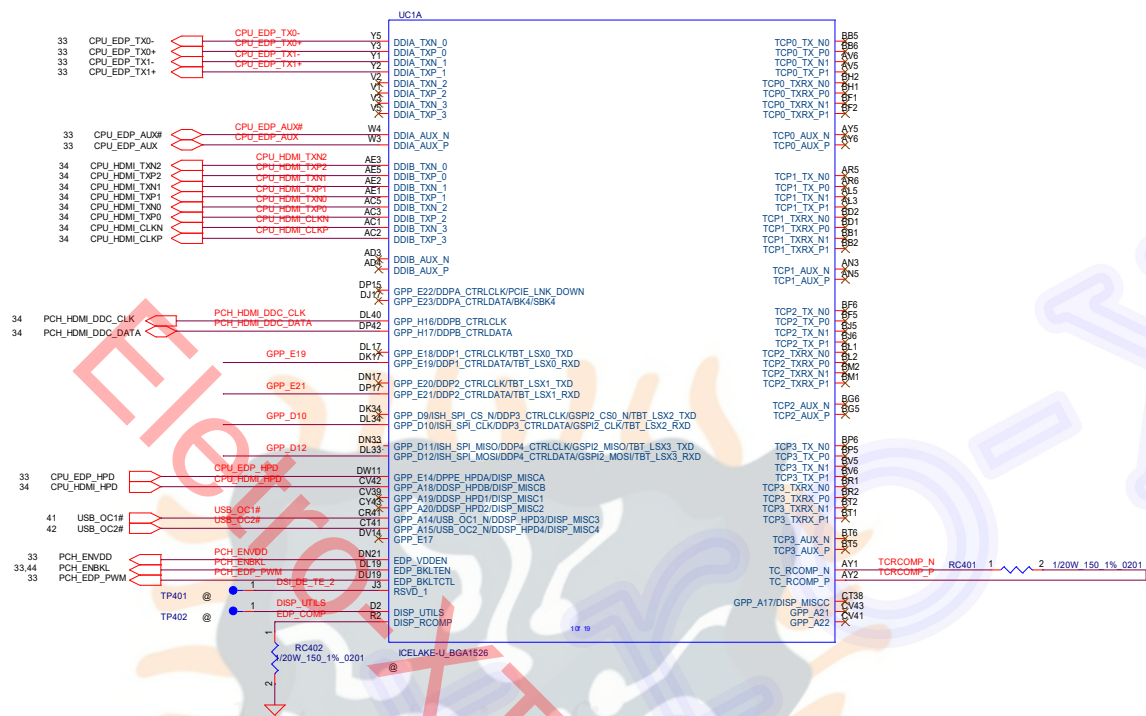 UC1A
33 CPU_EDP_TX0- CPU_EDP_TX0- Y5 DDIA_TXN_0 TCP0_TX_N0 BB5
33 CPU_EDP_TX0+ CPU_EDP_TX0+ Y3 DDIA_TXP_0 TCP0_TX_P0 BB6
33 CPU_EDP_TX1- CPU_EDP_TX1- Y1 DDIA_TXN_1 TCP0_TX_N1 AV6
33 CPU_EDP_TX1+ CPU_EDP_TX1+ Y2 DDIA_TXP_1 TCP0_TX_P1 AV5
V2 DDIA_TXN_2 TCP0_TXRX_N0 BH2
V1 DDIA_TXP_2 TCP0_TXRX_P0 BH1
V3 DDIA_TXN_3 TCP0_TXRX_N1 BF1
V5 DDIA_TXP_3 TCP0_TXRX_P1 BF2
33 CPU_EDP_AUX# CPU_EDP_AUX# W4 DDIA_AUX_N TCP0_AUX_N AY5
33 CPU_EDP_AUX CPU_EDP_AUX W3 DDIA_AUX_P TCP0_AUX_P AY6
34 CPU_HDMI_TXN2 CPU_HDMI_TXN2 AE3 DDIB_TXN_0 TCP1_TX_N0 AR5
34 CPU_HDMI_TXP2 CPU_HDMI_TXP2 AE5 DDIB_TXP_0 TCP1_TX_P0 AR6
34 CPU_HDMI_TXN1 CPU_HDMI_TXN1 AE2 DDIB_TXN_1 TCP1_TX_N1 AL5
34 CPU_HDMI_TXP1 CPU_HDMI_TXP1 AE1 DDIB_TXP_1 TCP1_TX_P1 AL3
34 CPU_HDMI_TXN0 CPU_HDMI_TXN0 AC5 DDIB_TXN_2 TCP1_TXRX_N0 BD2
34 CPU_HDMI_TXP0 CPU_HDMI_TXP0 AC3 DDIB_TXP_2 TCP1_TXRX_P0 BD1
34 CPU_HDMI_CLKN CPU_HDMI_CLKN AC1 DDIB_TXN_3 TCP1_TXRX_N1 BB1
34 CPU_HDMI_CLKP CPU_HDMI_CLKP AC2 DDIB_TXP_3 TCP1_TXRX_P1 BB2
AD3 DDIB_AUX_N TCP1_AUX_N AN3
AD4 DDIB_AUX_P TCP1_AUX_P AN5
DP15 GPP_E22/DDPA_CTRLCLK/PCIE_LNK_DOWN
DJ17 GPP_E23/DDPA_CTRLDATA/BK4/SBK4
34 PCH_HDMI_DDC_CLK PCH_HDMI_DDC_CLK DL40 GPP_H16/DDPB_CTRLCLK TCP2_TX_N0 BF6
34 PCH_HDMI_DDC_DATA PCH_HDMI_DDC_DATA DP42 GPP_H17/DDPB_CTRLDATA TCP2_TX_P0 BF5
TCP2_TX_N1 BJ5
TCP2_TX_P1 BJ6
DL17 GPP_E18/DDP1_CTRLCLK/TBT_LSX0_TXD TCP2_TXRX_N0 BL1
GPP_E19 DK17 GPP_E19/DDP1_CTRLDATA/TBT_LSX0_RXD TCP2_TXRX_P0 BL2
TCP2_TXRX_N1 BM2
DN17 GPP_E20/DDP2_CTRLCLK/TBT_LSX1_TXD TCP2_TXRX_P1 BM1
GPP_E21 DP17 GPP_E21/DDP2_CTRLDATA/TBT_LSX1_RXD
TCP2_AUX_N BG6
DK34 GPP_D9/ISH_SPI_CS_N/DDP3_CTRLCLK/GSPI2_CS0_N/TBT_LSX2_TXD TCP2_AUX_P BG5
GPP_D10 DL34 GPP_D10/ISH_SPI_CLK/DDP3_CTRLDATA/GSPI2_CLK/TBT_LSX2_RXD
DN33 GPP_D11/ISH_SPI_MISO/DDP4_CTRLCLK/GSPI2_MISO/TBT_LSX3_TXD TCP3_TX_N0 BP6
GPP_D12 DL33 GPP_D12/ISH_SPI_MOSI/DDP4_CTRLDATA/GSPI2_MOSI/TBT_LSX3_RXD TCP3_TX_P0 BP5
TCP3_TX_N1 BV5
33 CPU_EDP_HPD CPU_EDP_HPD DW11 GPP_E14/DPPE_HPDA/DISP_MISCA TCP3_TX_P1 BV6
34 CPU_HDMI_HPD CPU_HDMI_HPD CV42 GPP_A18/DDSP_HPDB/DISP_MISCB TCP3_TXRX_N0 BR1
CV39 GPP_A19/DDSP_HPD1/DISP_MISC1 TCP3_TXRX_P0 BR2
CY43 GPP_A20/DDSP_HPD2/DISP_MISC2 TCP3_TXRX_N1 BT2
41 USB_OC1# USB_OC1# CR41 GPP_A14/USB_OC1_N/DDSP_HPD3/DISP_MISC3 TCP3_TXRX_P1 BT1
42 USB_OC2# USB_OC2# CT41 GPP_A15/USB_OC2_N/DDSP_HPD4/DISP_MISC4
DV14 GPP_E17 TCP3_AUX_N BT6
TCP3_AUX_P BT5
33 PCH_ENVDD PCH_ENVDD DN21 EDP_VDDEN
33,44 PCH_ENBKL PCH_ENBKL DL19 EDP_BKLTEN TC_RCOMP_N AY1 TCRCOMP_N RC401 1 2 1/20W_150_1%_0201
33 PCH_EDP_PWM PCH_EDP_PWM DU19 EDP_BKLTCTL TC_RCOMP_P AY2 TCRCOMP_P
TP401 @ 1 DSI_DE_TE_2 J3 RSVD_1
GPP_A17/DISP_MISCC CT38
TP402 @ 1 DISP_UTILS D2 DISP_UTILS GPP_A21 CV43
EDP_COMP R2 DISP_RCOMP GPP_A22 CV41
1 OF 19
1 RC402
1/20W_150_1%_0201
2
ICELAKE-U_BGA1526
@